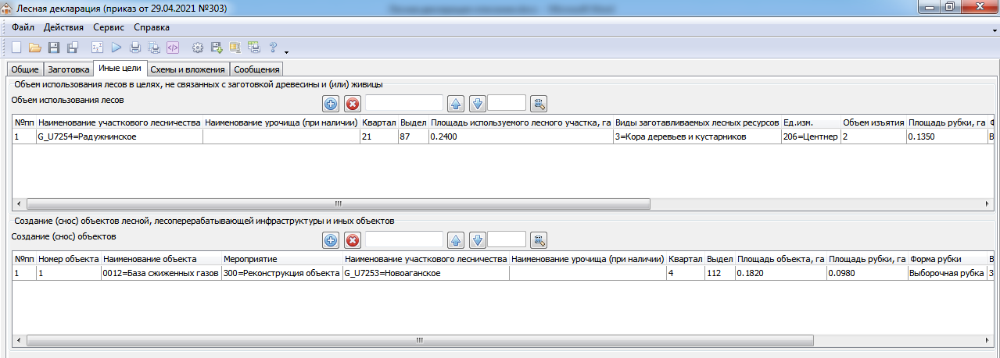 Лесная декларация (приказ от 29.04.2021 №303)
Файл Действия Сервис Справка
Общие Заготовка Иные цели Схемы и вложения Сообщения
Объем использования лесов в целях, не связанных с заготовкой древесины и (или) живицы
Объем использования лесов
№пп Наименование участкового лесничества Наименование урочища (при наличии) Квартал Выдел Площадь используемого лесного участка, га Виды заготавливаемых лесных ресурсов Ед.изм. Объем изъятия Площадь рубки, га Ф
1 G_U7254=Радужнинское 21 87 0.2400 3=Кора деревьев и кустарников 206=Центнер 2 0.1350 В
Создание (снос) объектов лесной, лесоперерабатывающей инфраструктуры и иных объектов
Создание (снос) объектов
№пп Номер объекта Наименование объекта Мероприятие Наименование участкового лесничества Наименование урочища (при наличии) Квартал Выдел Площадь объекта, га Площадь рубки, га Форма рубки В
1 1 0012=База сжиженных газов 300=Реконструкция объекта G_U7253=Новоаганское 4 112 0.1820 0.0980 Выборочная рубка 3